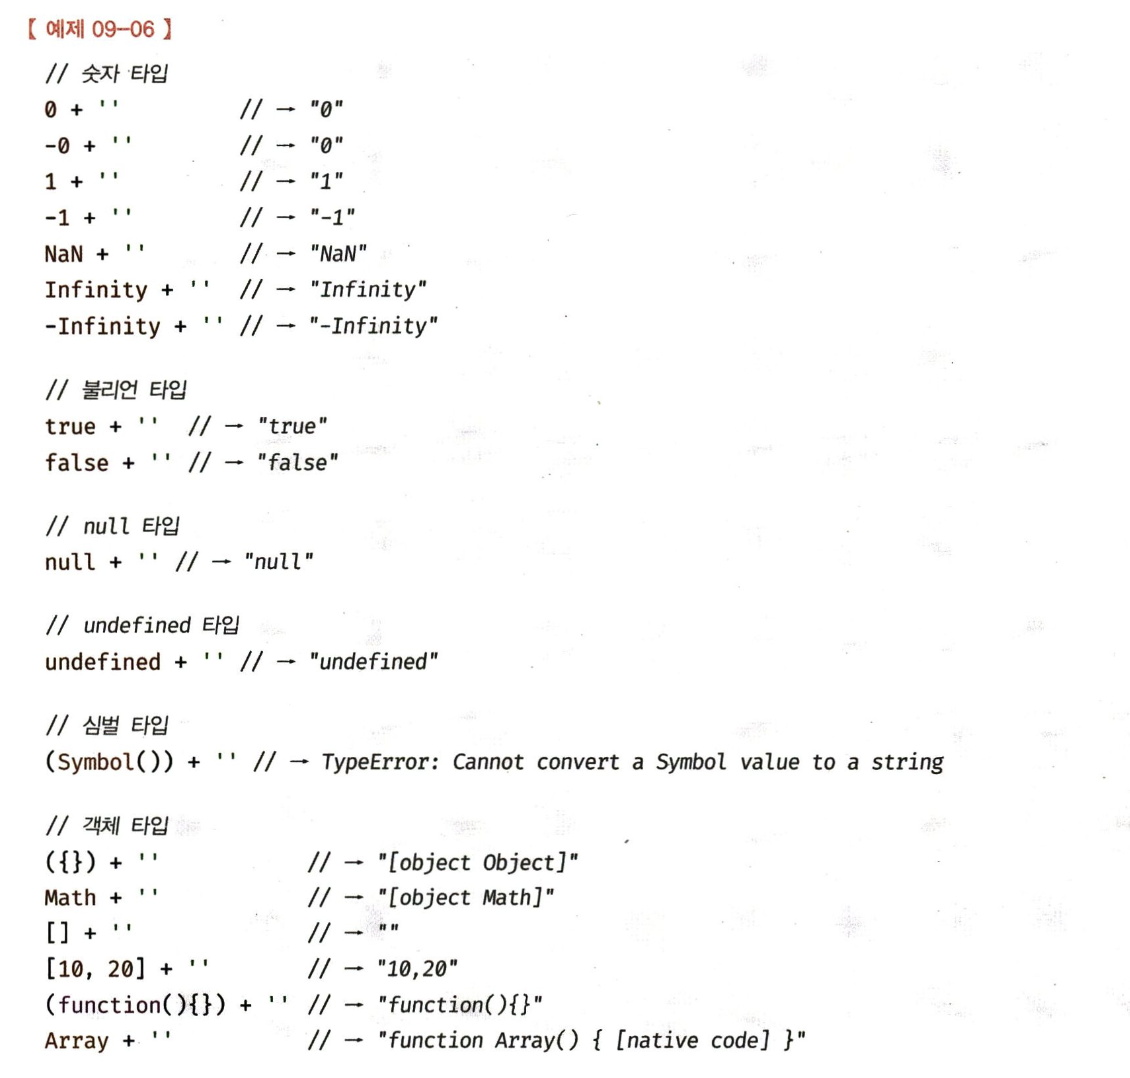 【 예제 09-06 】
// 숫자 타입
0 + ''         // → "0"
-0 + ''        // → "0"
1 + ''         // → "1"
-1 + ''        // → "-1"
NaN + ''       // → "NaN"
Infinity + ''  // → "Infinity"
-Infinity + '' // → "-Infinity"
// 불리언 타입
true + ''  // → "true"
false + '' // → "false"
// null 타입
null + '' // → "null"
// undefined 타입
undefined + '' // → "undefined"
// 심벌 타입
(Symbol()) + '' // → TypeError: Cannot convert a Symbol value to a string
// 객체 타입
({}) + ''           // → "[object Object]"
Math + ''           // → "[object Math]"
[] + ''             // → ""
[10, 20] + ''       // → "10,20"
(function(){}) + '' // → "function(){}"
Array + ''          // → "function Array() { [native code] }"